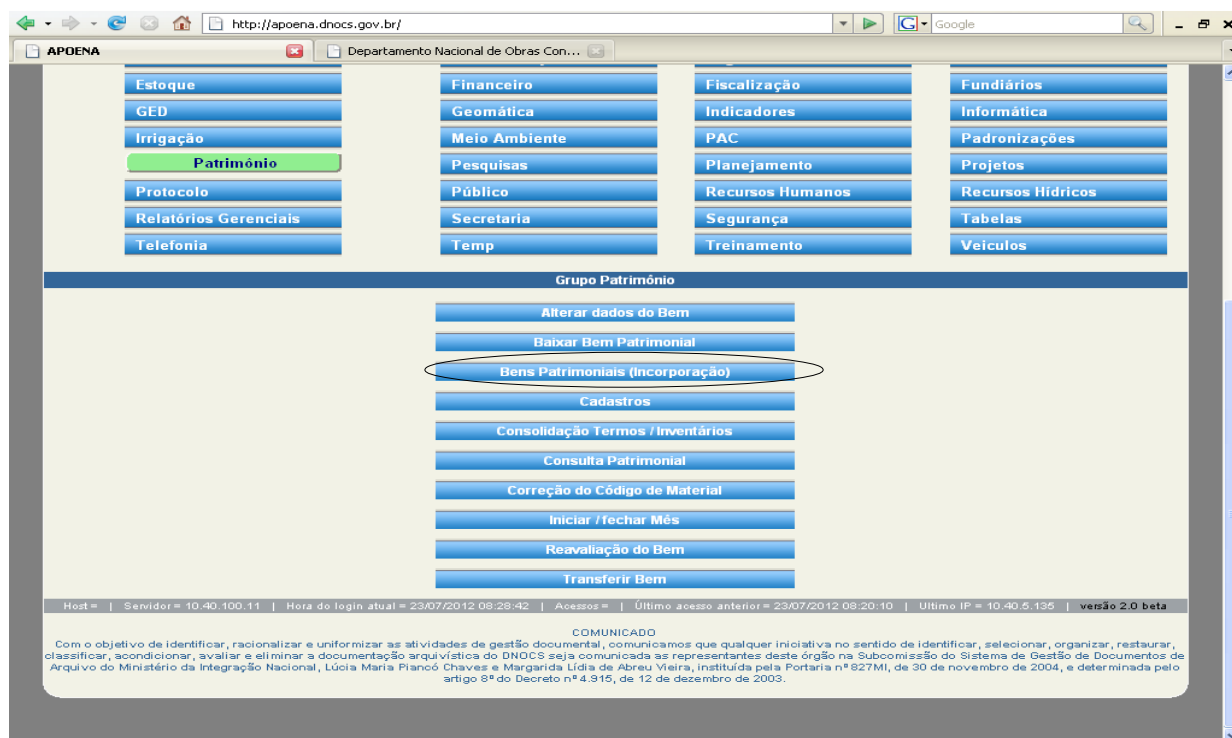 http://apoena.dnocs.gov.br/
G Google
APOENA Departamento Nacional de Obras Con...
Estoque Financeiro Fiscalização Fundiários
GED Geomática Indicadores Informática
Irrigação Meio Ambiente PAC Padronizações
Patrimônio Pesquisas Planejamento Projetos
Protocolo Público Recursos Humanos Recursos Hídricos
Relatórios Gerenciais Secretaria Segurança Tabelas
Telefonia Temp Treinamento Veiculos
Grupo Patrimônio
Alterar dados do Bem
Baixar Bem Patrimonial
Bens Patrimoniais (Incorporação)
Cadastros
Consolidação Termos / Inventários
Consulta Patrimonial
Correção do Código de Material
Iniciar / fechar Mês
Reavaliação do Bem
Transferir Bem
Host = | Servidor = 10.40.100.11 | Hora do login atual = 23/07/2012 08:28:42 | Acessos = | Último acesso anterior = 23/07/2012 08:20:10 | Ultimo IP = 10.40.5.135 | versão 2.0 beta
COMUNICADO
Com o objetivo de identificar, racionalizar e uniformizar as atividades de gestão documental, comunicamos que qualquer iniciativa no sentido de identificar, selecionar, organizar, restaurar,
classificar, acondicionar, avaliar e eliminar a documentação arquivística do DNOCS seja comunicada as representantes deste órgão na Subcomissão do Sistema de Gestão de Documentos de
Arquivo do Ministério da Integração Nacional, Lúcia Maria Piancó Chaves e Margarida Lídia de Abreu Vieira, instituída pela Portaria nº 827MI, de 30 de novembro de 2004, e determinada pelo
artigo 8º do Decreto nº 4.915, de 12 de dezembro de 2003.